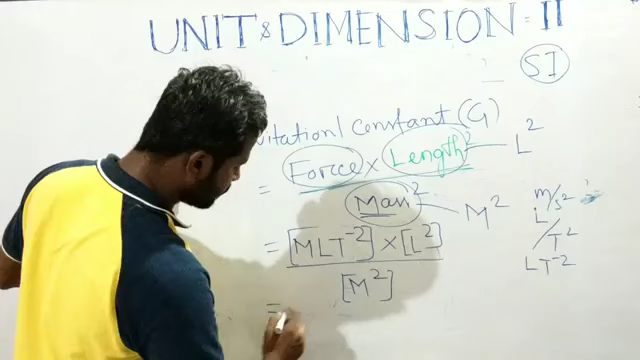 UNIT & DIMENSION = II
SI
vitational constant (G)
= Force × Length² — L²
Mass² — M²
= [MLT⁻²] × [L²]
[M²]
=
m/s²
L
/T²
LT⁻²